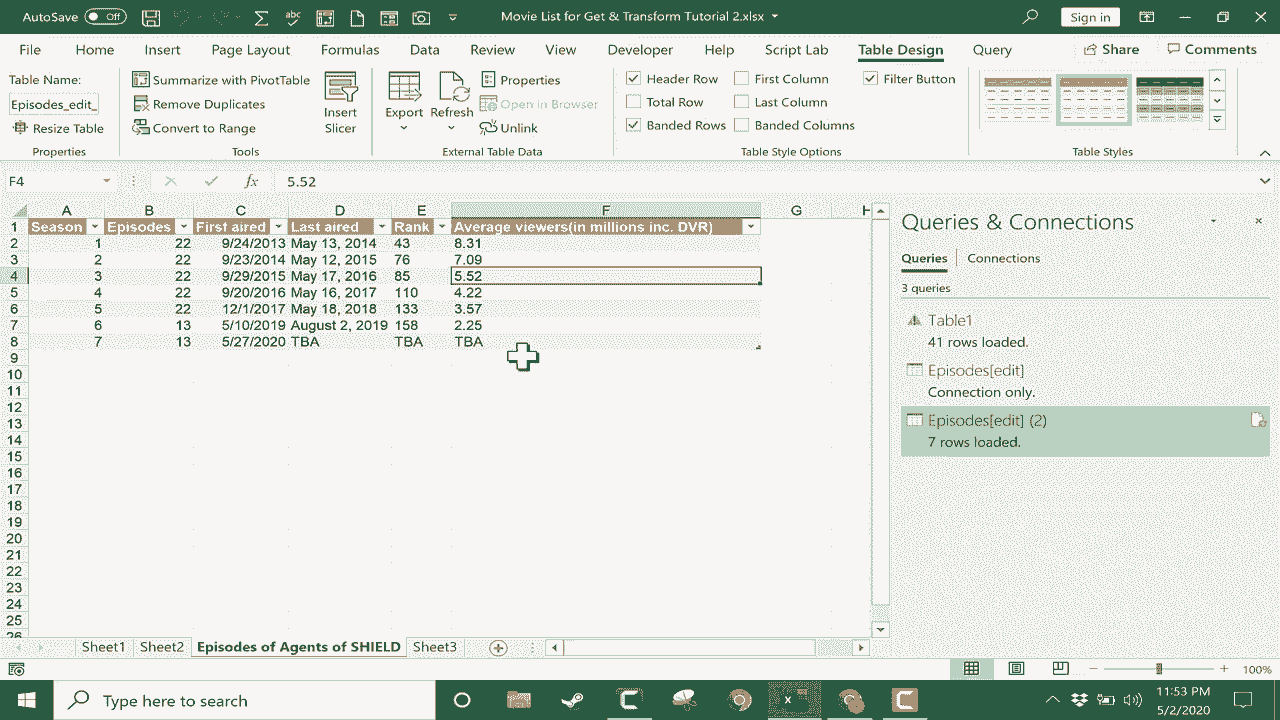 AutoSave Off Movie List for Get & Transform Tutorial 2.xlsx Sign in
File Home Insert Page Layout Formulas Data Review View Developer Help Script Lab Table Design Query Share Comments
Table Name:
Episodes_edit_
Resize Table
Properties
Summarize with PivotTable
Remove Duplicates
Convert to Range
Insert
Slicer
Tools
Export
Refresh
Properties
Open in Browser
Unlink
External Table Data
Header Row First Column Filter Button
Total Row Last Column
Banded Rows Banded Columns
Table Style Options
Table Styles
F4 fx 5.52
A B C D E F G H
1 Season Episodes First aired Last aired Rank Average viewers(in millions inc. DVR)
2 1 22 9/24/2013 May 13, 2014 43 8.31
3 2 22 9/23/2014 May 12, 2015 76 7.09
4 3 22 9/29/2015 May 17, 2016 85 5.52
5 4 22 9/20/2016 May 16, 2017 110 4.22
6 5 22 12/1/2017 May 18, 2018 133 3.57
7 6 13 5/10/2019 August 2, 2019 158 2.25
8 7 13 5/27/2020 TBA TBA TBA
9
10
11
12
13
14
15
16
17
18
19
20
21
22
23
24
25
26
Queries & Connections
Queries Connections
3 queries
Table1
41 rows loaded.
Episodes[edit]
Connection only.
Episodes[edit] (2)
7 rows loaded.
Sheet1 Sheet2 Episodes of Agents of SHIELD Sheet3
100%
Type here to search
11:53 PM
5/2/2020